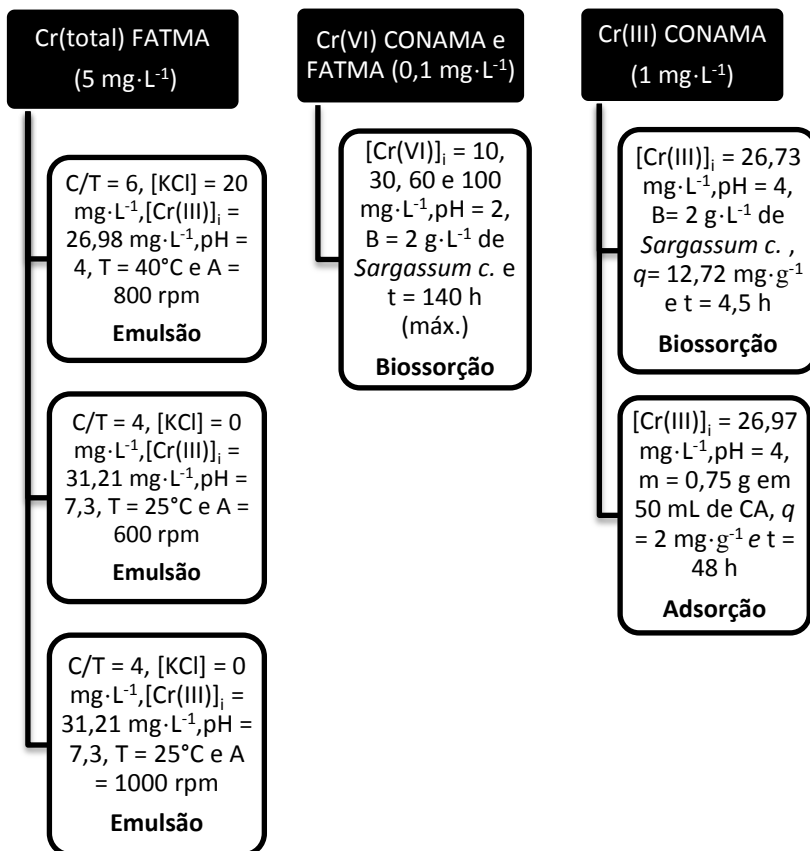 Cr(total) FATMA
(5 mg·L⁻¹)
C/T = 6, [KCl] = 20
mg·L⁻¹,[Cr(III)]ᵢ =
26,98 mg·L⁻¹,pH =
4, T = 40°C e A =
800 rpm
Emulsão
C/T = 4, [KCl] = 0
mg·L⁻¹,[Cr(III)]ᵢ =
31,21 mg·L⁻¹,pH =
7,3, T = 25°C e A =
600 rpm
Emulsão
C/T = 4, [KCl] = 0
mg·L⁻¹,[Cr(III)]ᵢ =
31,21 mg·L⁻¹,pH =
7,3, T = 25°C e A
= 1000 rpm
Emulsão
Cr(VI) CONAMA e
FATMA (0,1 mg·L⁻¹)
[Cr(VI)]ᵢ = 10,
30, 60 e 100
mg·L⁻¹,pH = 2,
B = 2 g·L⁻¹ de
Sargassum c. e
t = 140 h
(máx.)
Biossorção
Cr(III) CONAMA
(1 mg·L⁻¹)
[Cr(III)]ᵢ = 26,73
mg·L⁻¹,pH = 4,
B= 2 g·L⁻¹ de
Sargassum c. ,
q= 12,72 mg·g⁻¹
e t = 4,5 h
Biossorção
[Cr(III)]ᵢ = 26,97
mg·L⁻¹,pH = 4,
m = 0,75 g em
50 mL de CA, q
= 2 mg·g⁻¹ e t =
48 h
Adsorção